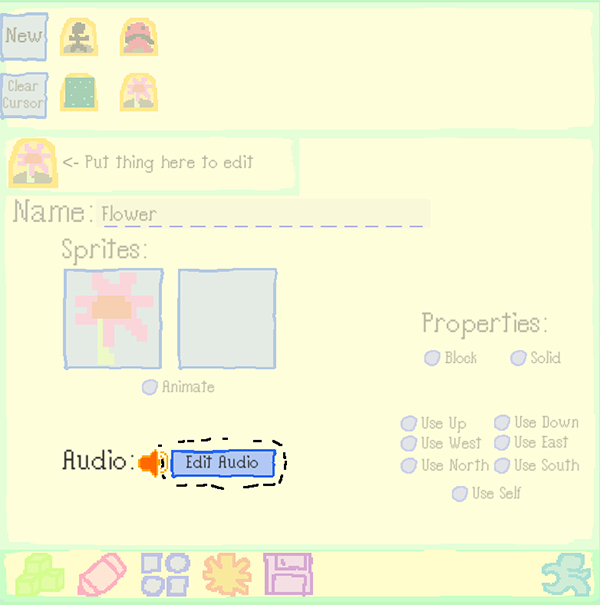 New
Clear
Cursor
<- Put thing here to edit
Name: Flower
Sprites:
Animate
Properties:
Block Solid
Use Up Use Down
Use West Use East
Use North Use South
Use Self
Audio: Edit Audio